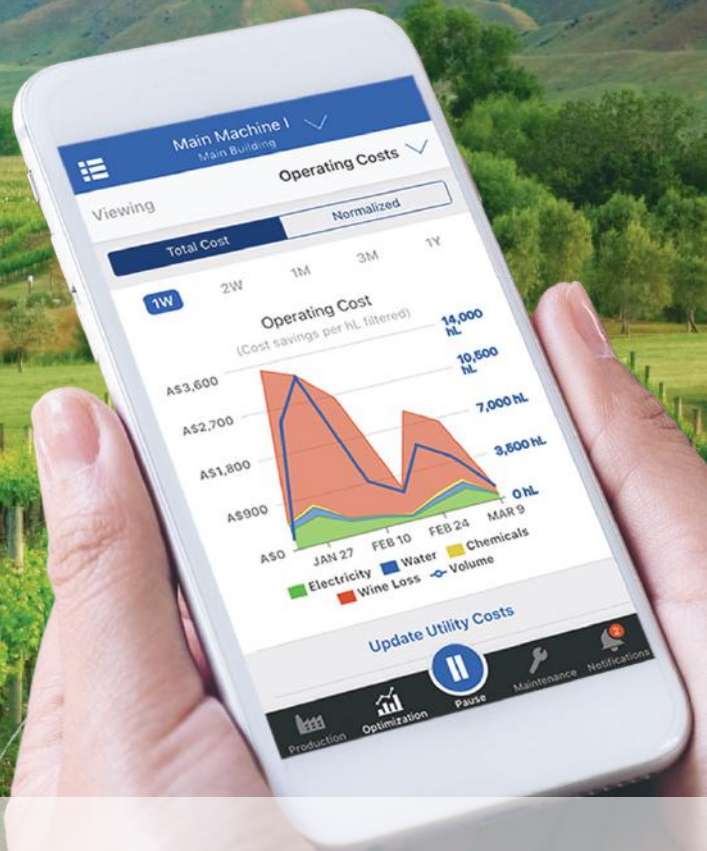 Main Machine I
Main Building
Viewing
Operating Costs
Total Cost
Normalized
1W
2W
1M
3M
1Y
Operating Cost
(Cost savings per hL filtered)
A$3,600
A$2,700
A$1,800
A$900
A$0
14,000 hL
10,500 hL
7,000 hL
3,500 hL
0 hL
JAN 27
FEB 10
FEB 24
MAR 9
Electricity
Water
Chemicals
Wine Loss
Volume
Update Utility Costs
Production
Optimization
Pause
Maintenance
Notifications
2